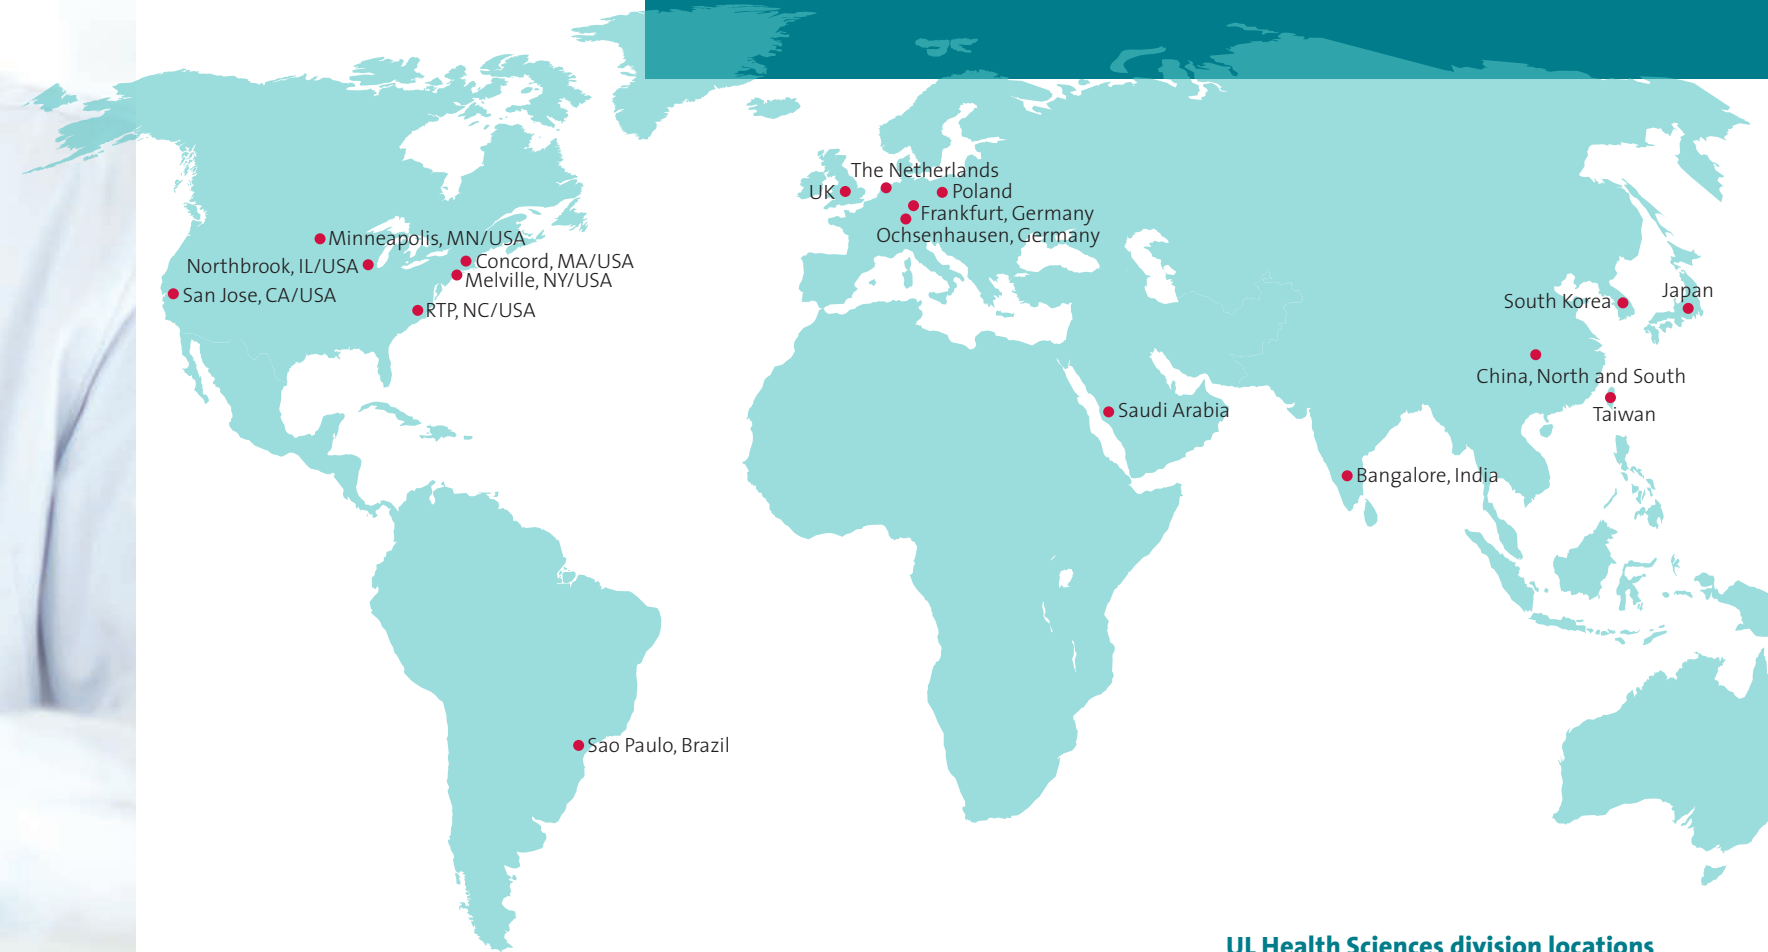 The Netherlands
UK
Poland
Frankfurt, Germany
Ochsenhausen, Germany
Minneapolis, MN/USA
Northbrook, IL/USA
Concord, MA/USA
Melville, NY/USA
San Jose, CA/USA
RTP, NC/USA
South Korea
Japan
China, North and South
Taiwan
Saudi Arabia
Bangalore, India
Sao Paulo, Brazil
UL Health Sciences division locations